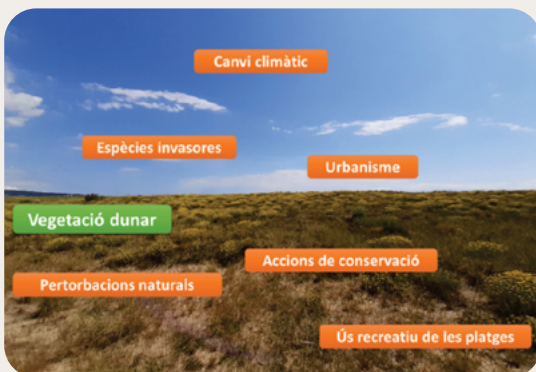 Canvi climàtic
Espècies invasores
Urbanisme
Vegetació dunar
Accions de conservació
Pertorbacions naturals
Ús recreatiu de les platges